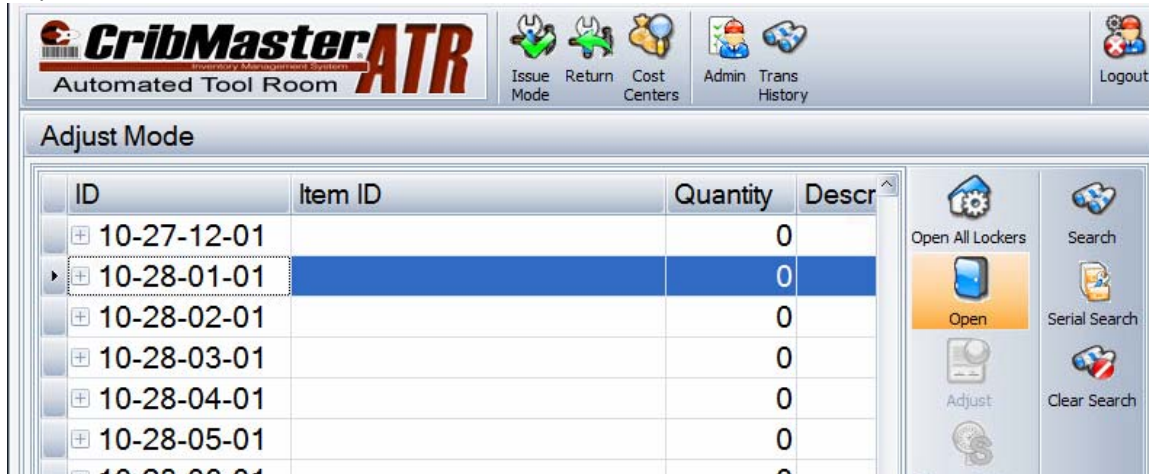 CribMaster ATR
Inventory Management System
Automated Tool Room
Issue Mode
Return
Cost Centers
Admin
Trans History
Logout
Adjust Mode
ID Item ID Quantity Descr
10-27-12-01 0
10-28-01-01 0
10-28-02-01 0
10-28-03-01 0
10-28-04-01 0
10-28-05-01 0
Open All Lockers
Search
Open
Serial Search
Adjust
Clear Search